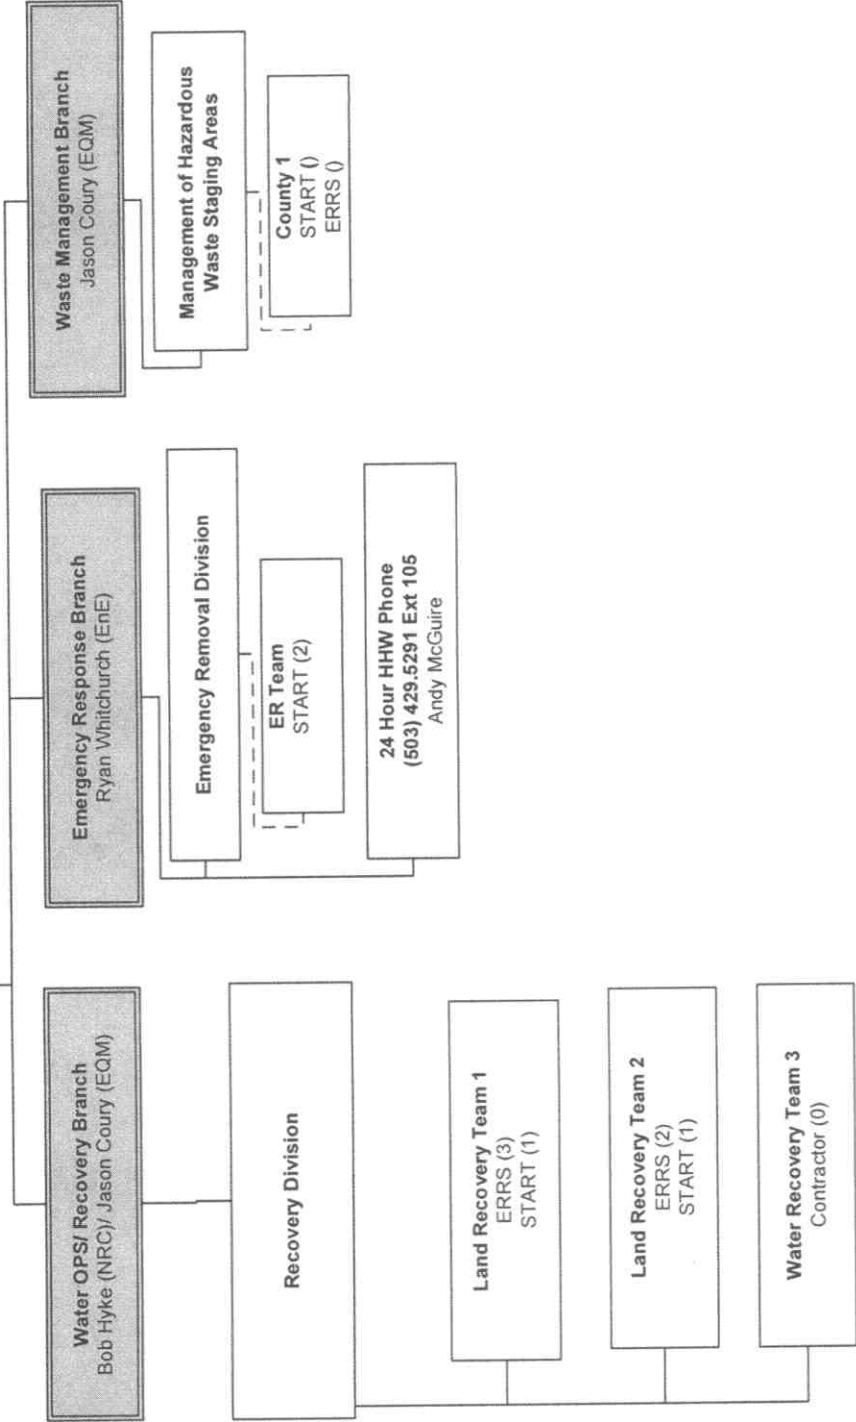 Water OPS/ Recovery Branch
Bob Hyke (NRC)/ Jason Coury (EQM)
Recovery Division
Land Recovery Team 1
ERRS (3)
START (1)
Land Recovery Team 2
ERRS (2)
START (1)
Water Recovery Team 3
Contractor (0)
Emergency Response Branch
Ryan Whitchurch (EnE)
Emergency Removal Division
ER Team
START (2)
24 Hour HHW Phone
(503) 429.5291 Ext 105
Andy McGuire
Waste Management Branch
Jason Coury (EQM)
Management of Hazardous
Waste Staging Areas
County 1
START ()
ERRS ()